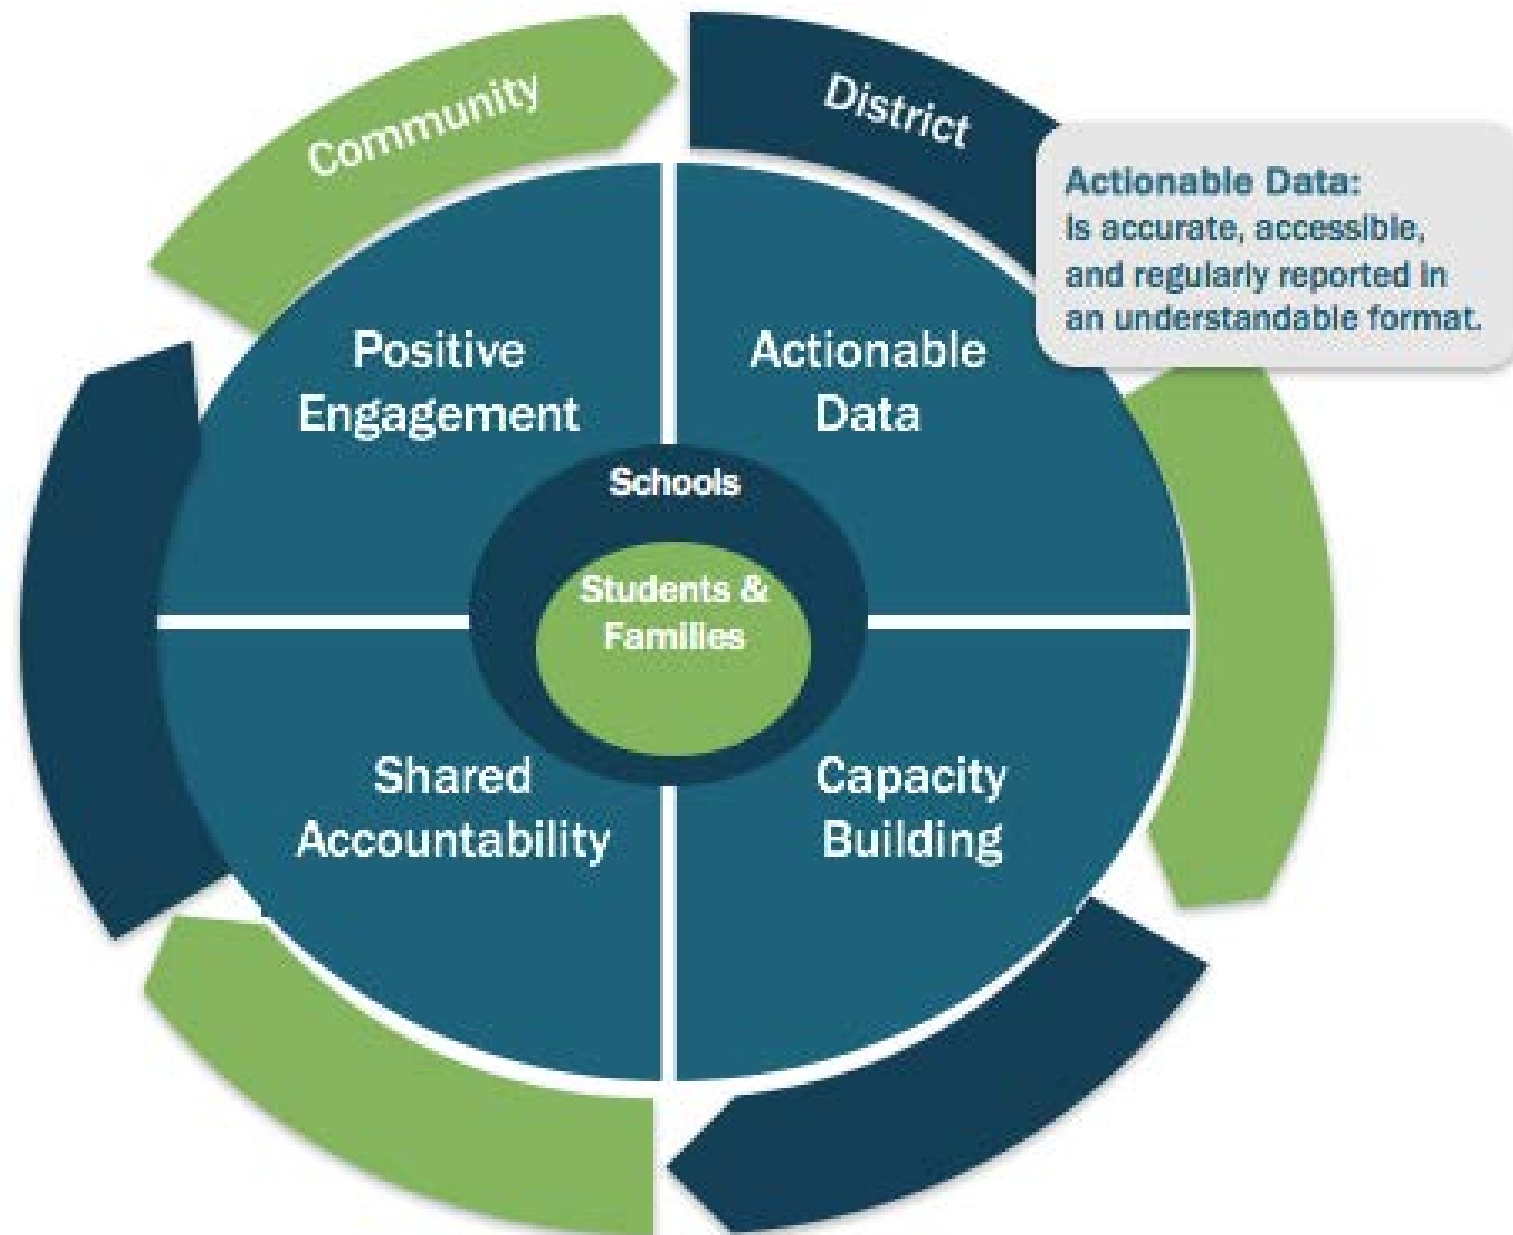 Community
District
Actionable Data:
is accurate, accessible,
and regularly reported in
an understandable format.
Positive
Engagement
Actionable
Data
Schools
Students &
Families
Shared
Accountability
Capacity
Building